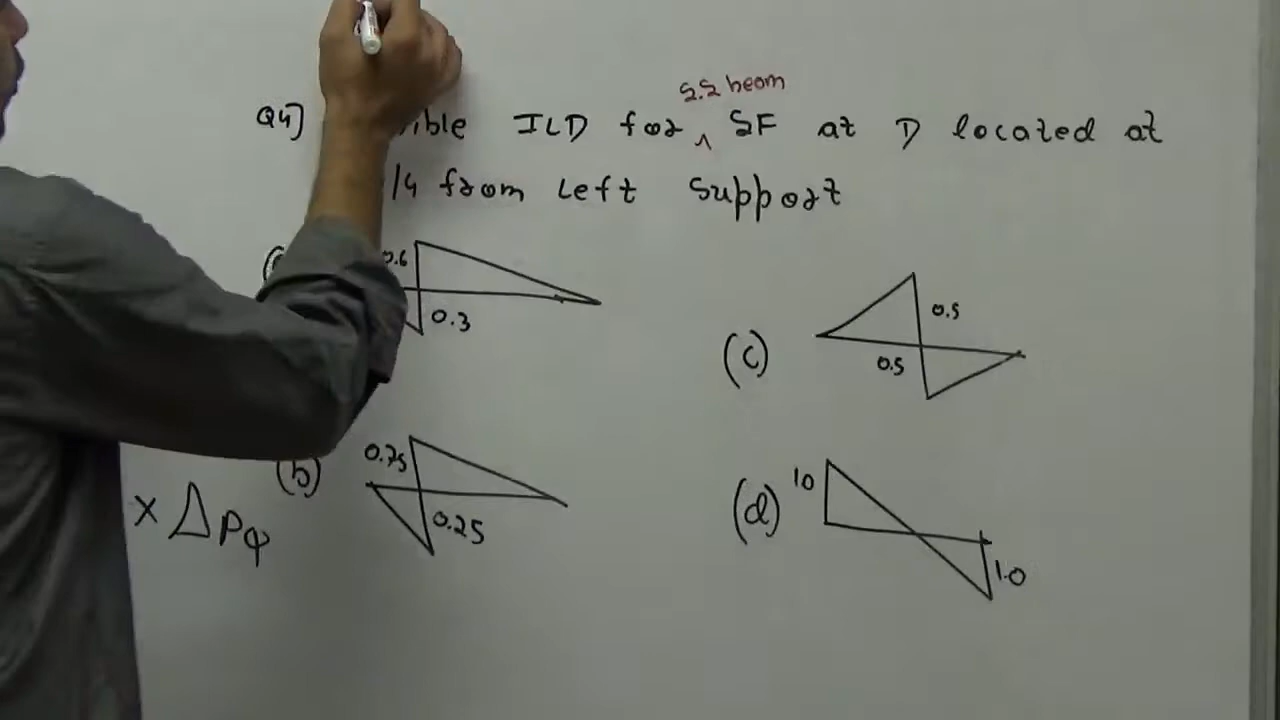 Q4] ible ILD for ^ SF at D located at
S.S beam
/4 from Left Support
0.6
0.3
(c) 0.5
0.5
(b) 0.75
0.25
(d) 1.0
1.0
x △ PQ